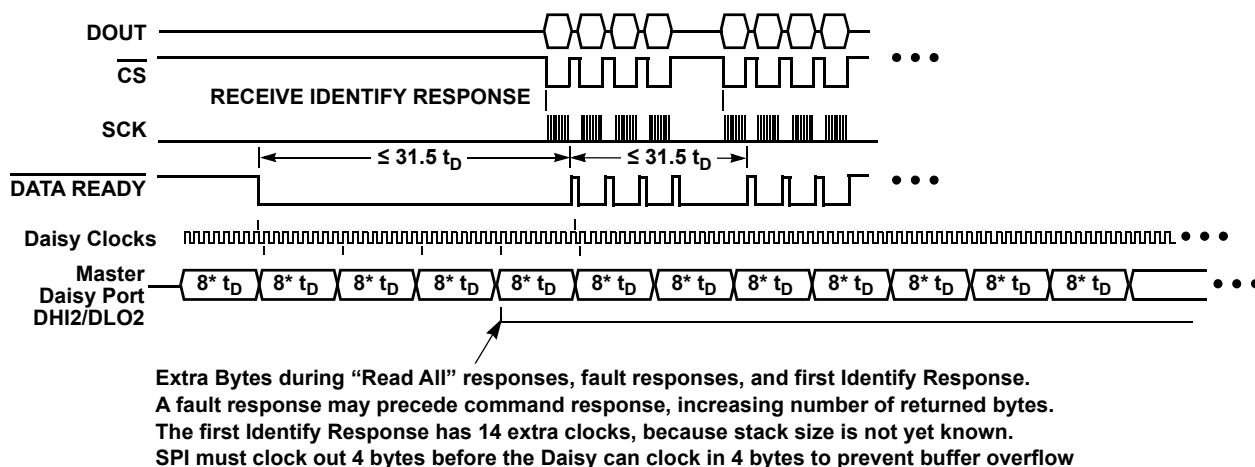 DOUT
CS
RECEIVE IDENTIFY RESPONSE
SCK
≤ 31.5 tD ≤ 31.5 tD
DATA READY
Daisy Clocks
Master
Daisy Port
DHI2/DLO2
8* tD 8* tD 8* tD 8* tD 8* tD 8* tD 8* tD 8* tD 8* tD 8* tD 8* tD 8* tD
Extra Bytes during “Read All” responses, fault responses, and first Identify Response.
A fault response may precede command response, increasing number of returned bytes.
The first Identify Response has 14 extra clocks, because stack size is not yet known.
SPI must clock out 4 bytes before the Daisy can clock in 4 bytes to prevent buffer overflow